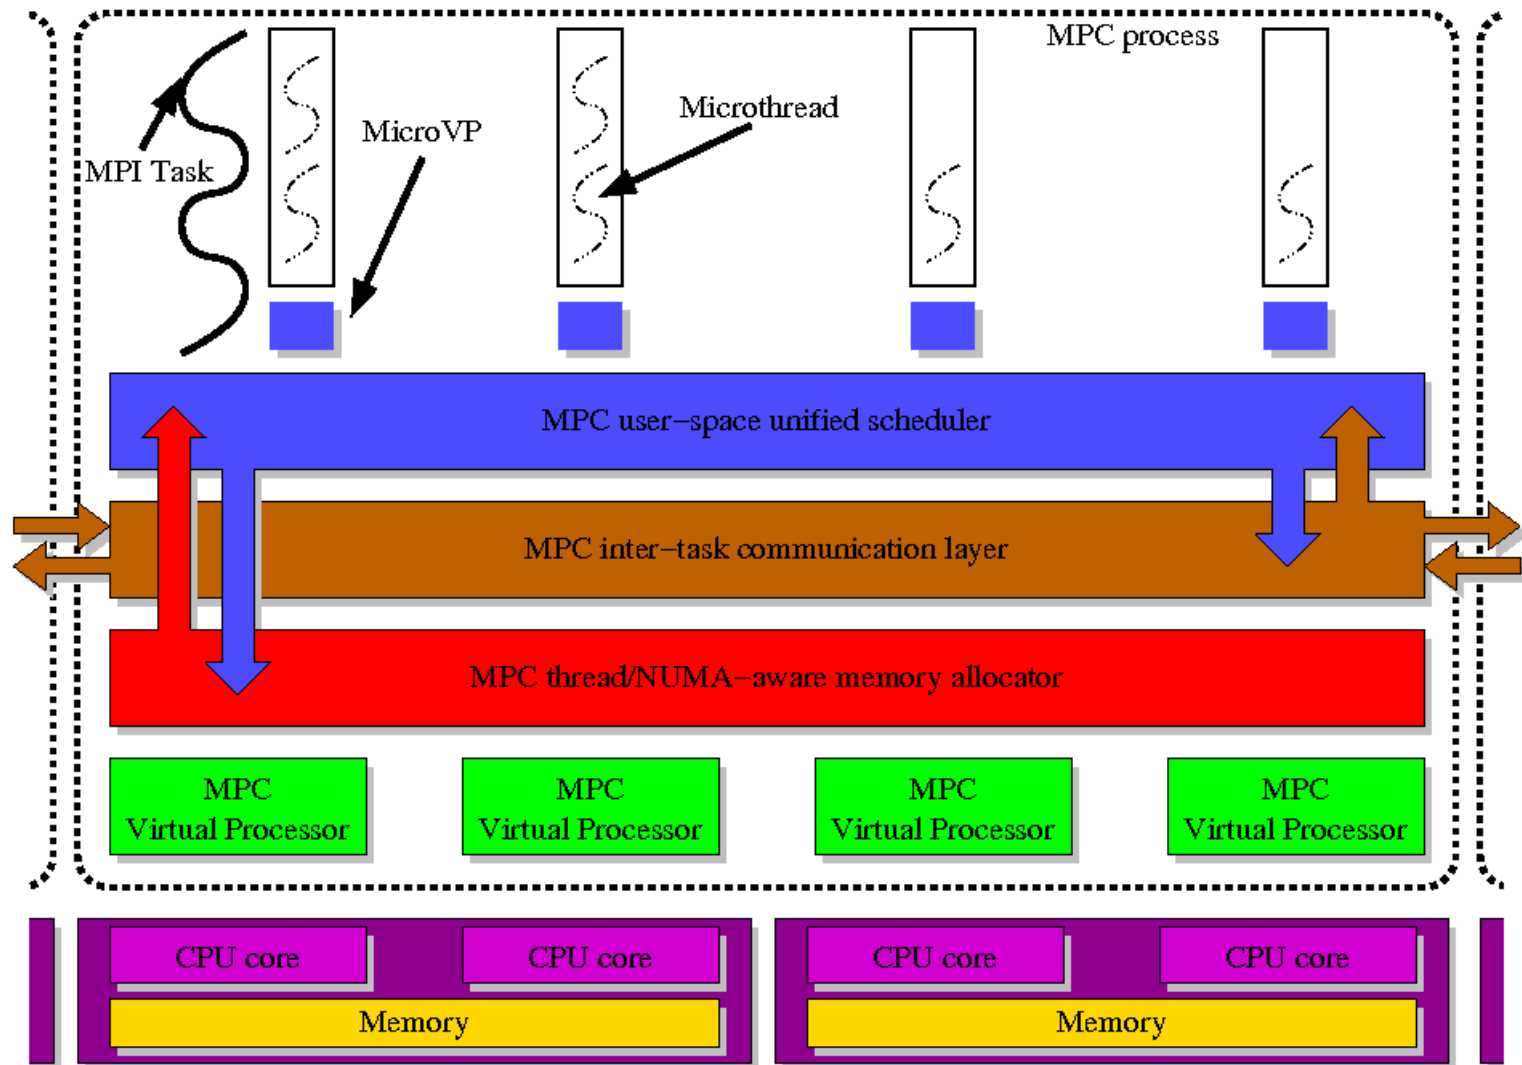 MPC process
Microthread
MicroVP
MPI Task
MPC user−space unified scheduler
MPC inter−task communication layer
MPC thread/NUMA−aware memory allocator
MPC
Virtual Processor
MPC
Virtual Processor
MPC
Virtual Processor
MPC
Virtual Processor
CPU core
CPU core
CPU core
CPU core
Memory
Memory